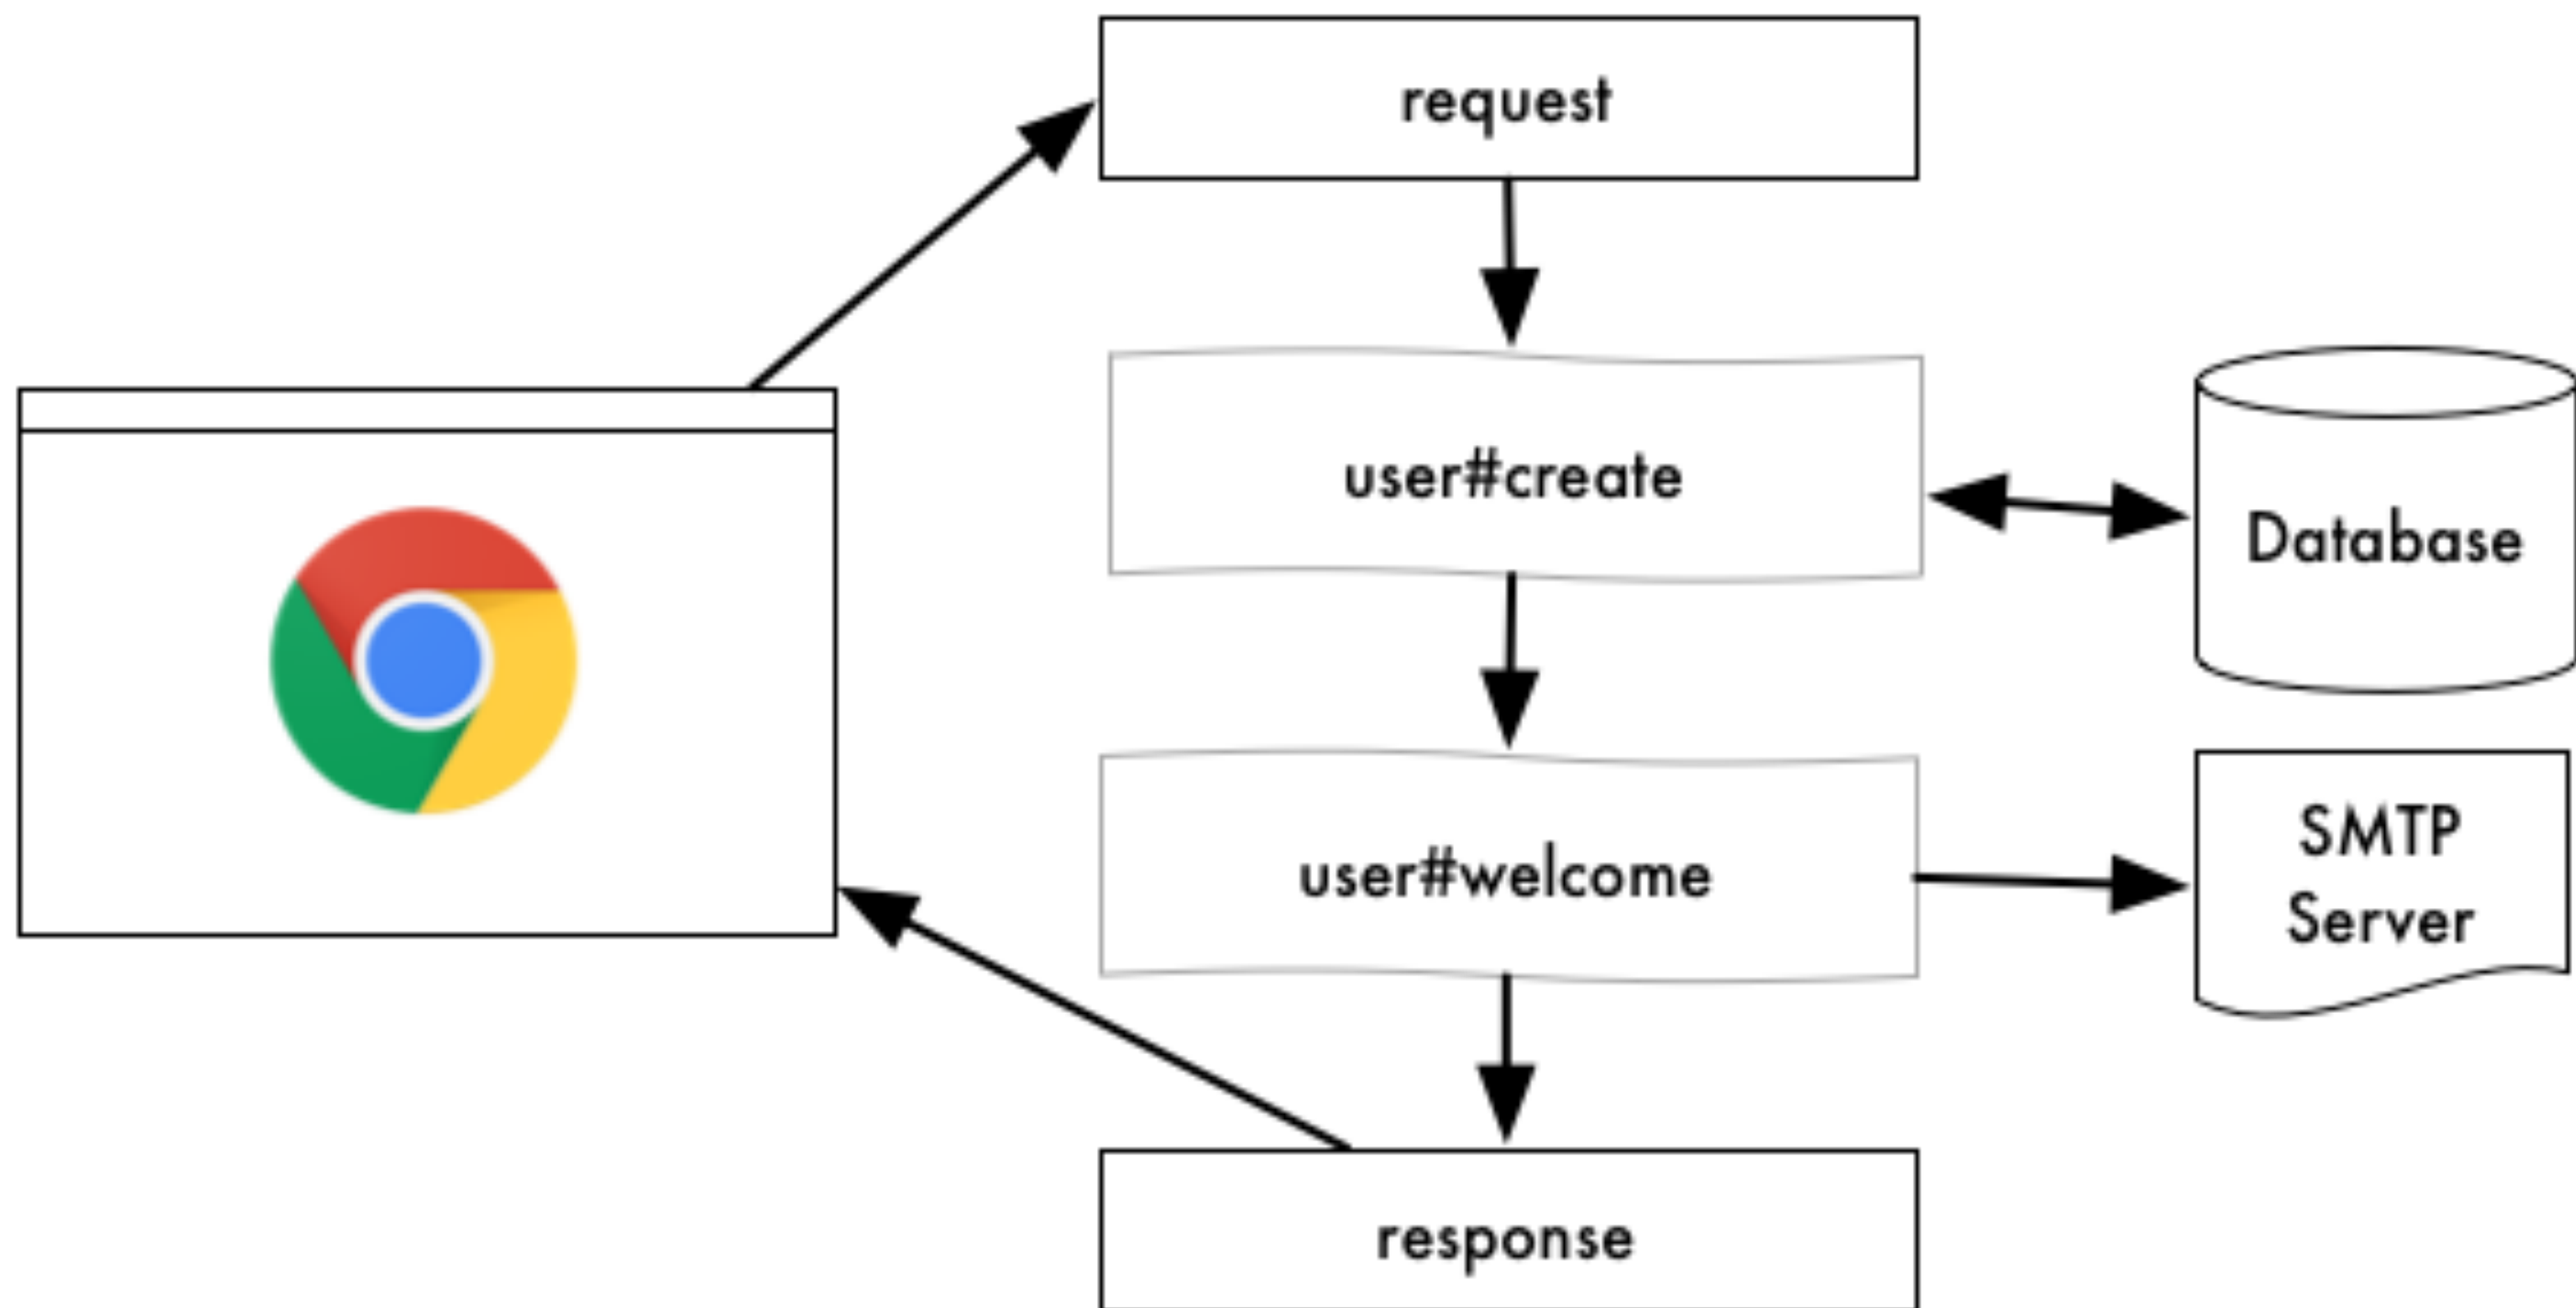 request
user#create
Database
user#welcome
SMTP
Server
response